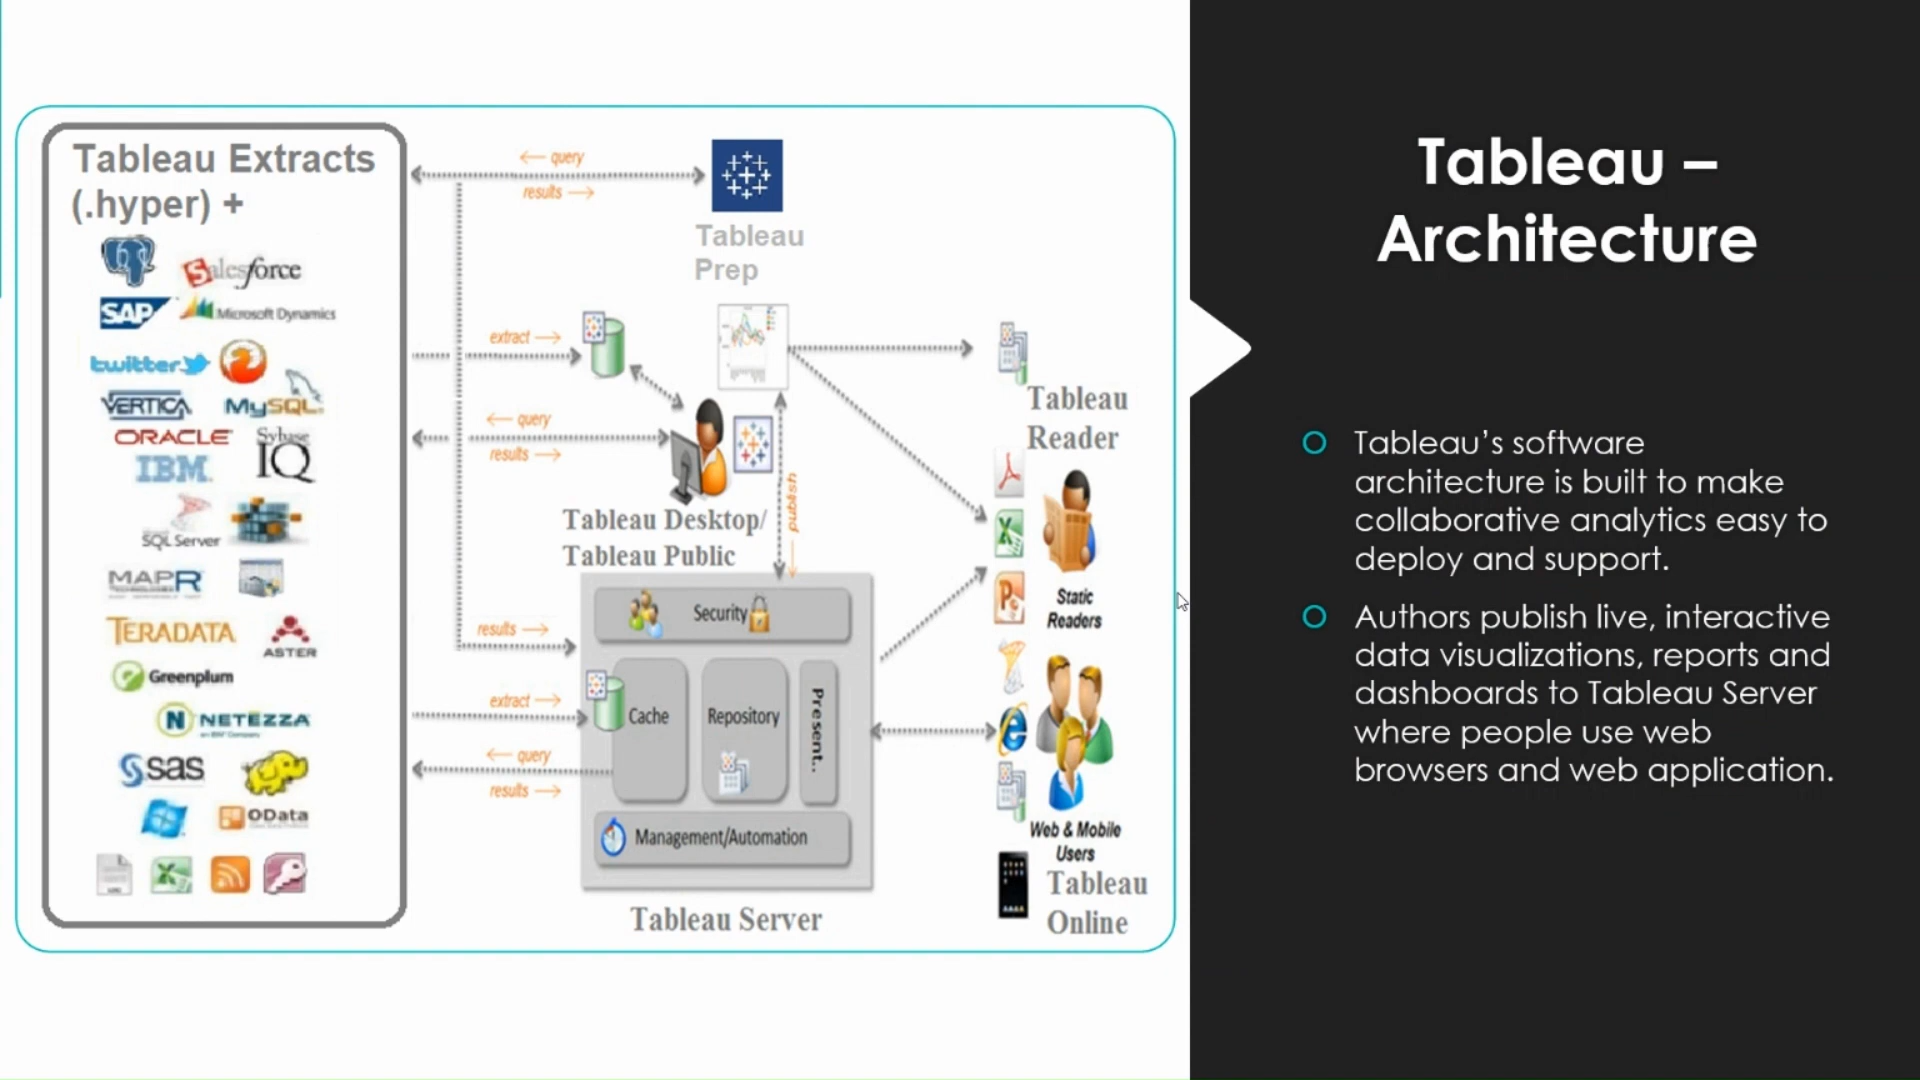 Tableau Extracts
(.hyper) +
Salesforce
SAP
Microsoft Dynamics
twitter
VERTICA
MySQL
ORACLE
Sybase
IQ
IBM
SQL Server
MAPR
TERADATA
ASTER
Greenplum
NETEZZA
sas
OData
query
results
Tableau
Prep
extract
query
results
Tableau Desktop/
Tableau Public
publish
results
extract
query
results
Security
Cache
Repository
Present..
Management/Automation
Tableau Server
Tableau
Reader
Static
Readers
Web & Mobile
Users
Tableau
Online
Tableau –
Architecture
Tableau's software
architecture is built to make
collaborative analytics easy to
deploy and support.
Authors publish live, interactive
data visualizations, reports and
dashboards to Tableau Server
where people use web
browsers and web application.